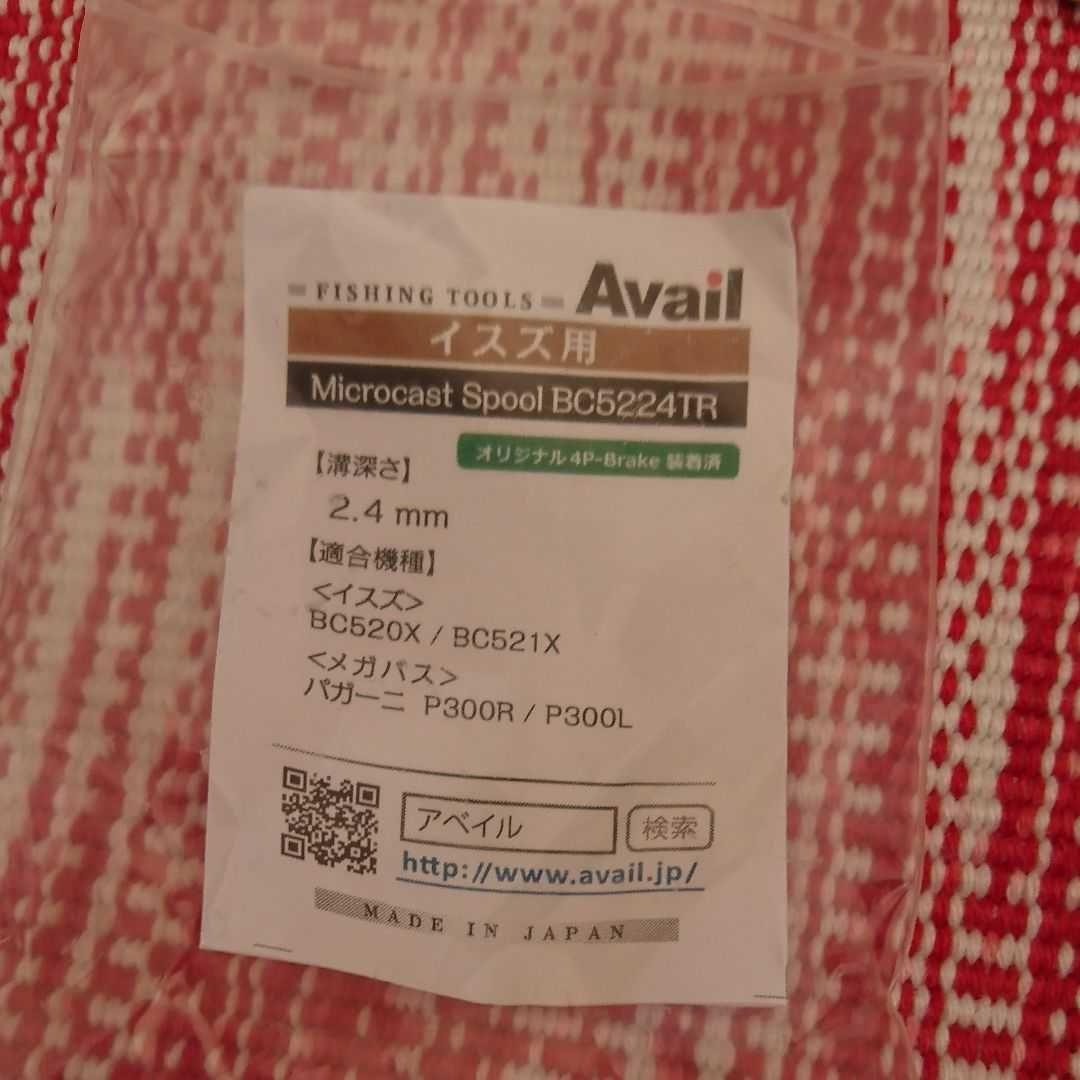 FISHING TOOLS Avail
イスズ用
Microcast Spool BC5224TR
オリジナル4P-Brake 装着済
【溝深さ】
2.4 mm
【適合機種】
<イスズ>
BC520X / BC521X
<メガバス>
パガーニ P300R / P300L
アベイル 検索
http://www.avail.jp/
MADE IN JAPAN